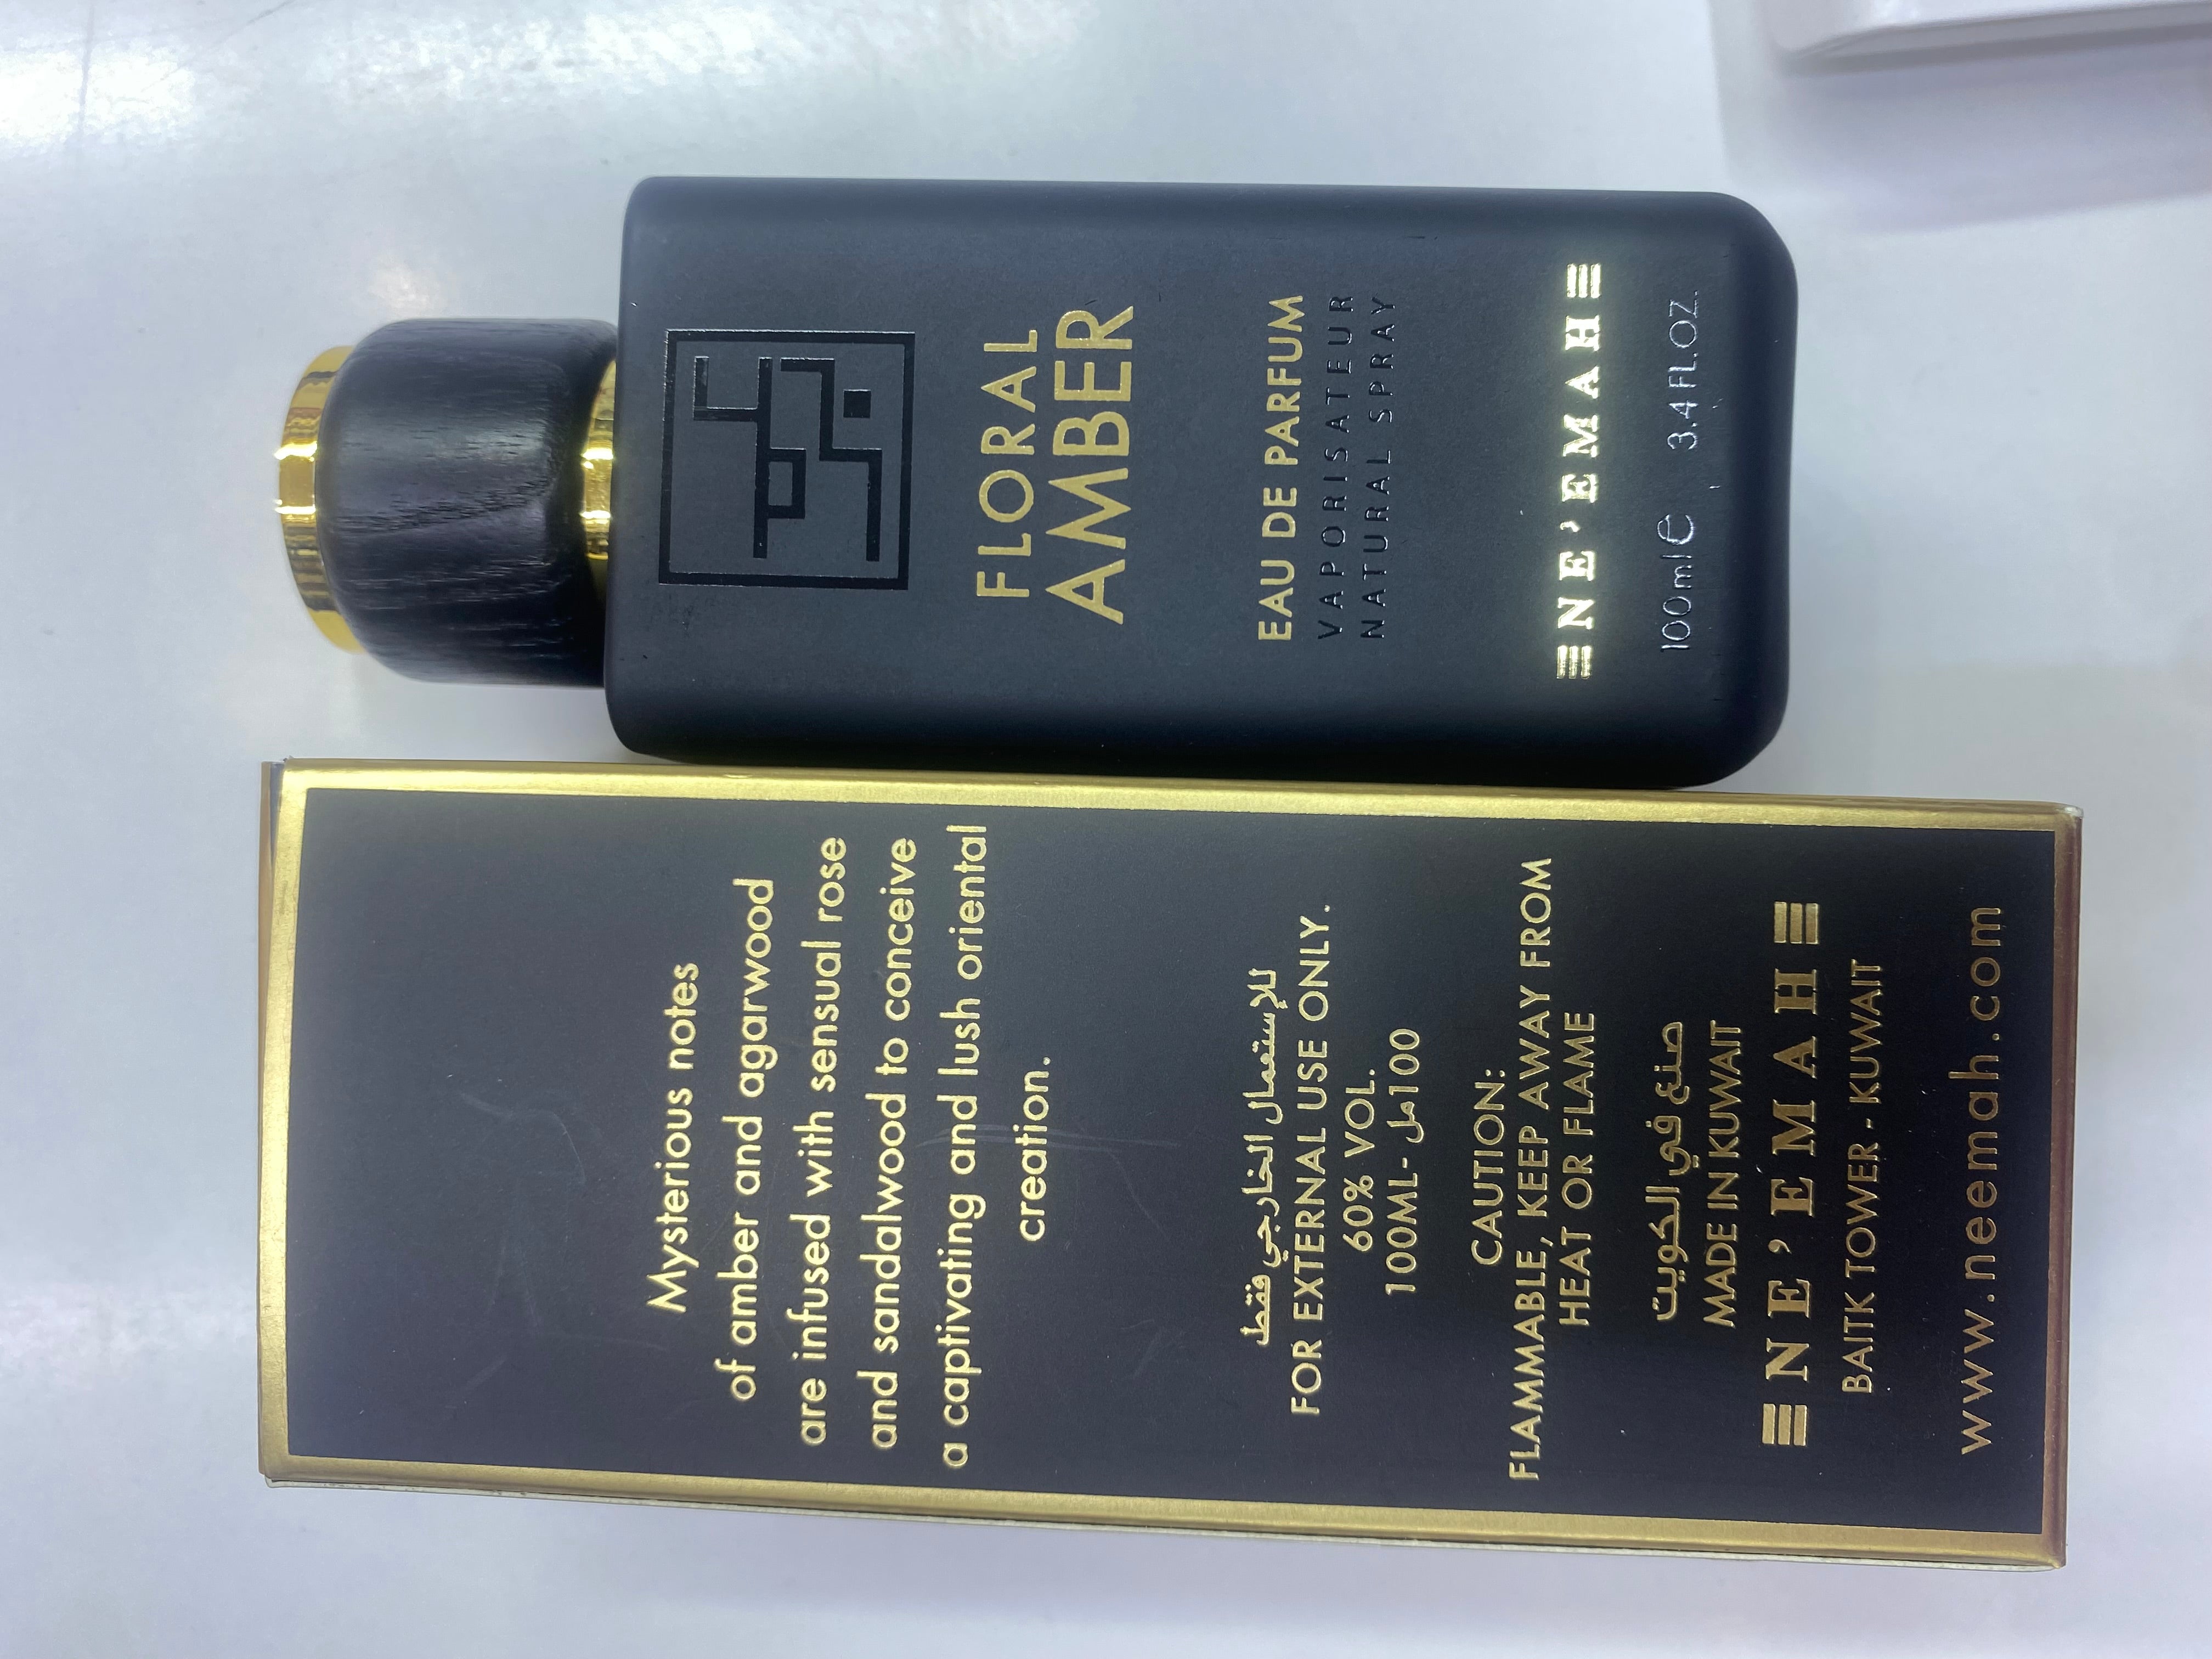 FLORAL
AMBER
EAU DE PARFUM
VAPORISATEUR
NATURAL SPRAY
NE'EMAH
100ml e 3.4 FL.OZ.
Mysterious notes
of amber and agarwood
are infused with sensual rose
and sandalwood to conceive
a captivating and lush oriental
creation.
للإستعمال الخارجي فقط
FOR EXTERNAL USE ONLY.
60% VOL.
100ML- 100مل
CAUTION:
FLAMMABLE, KEEP AWAY FROM
HEAT OR FLAME
صنع في الكويت
MADE IN KUWAIT
NE'EMAH
BAITK TOWER - KUWAIT
www.neemah.com